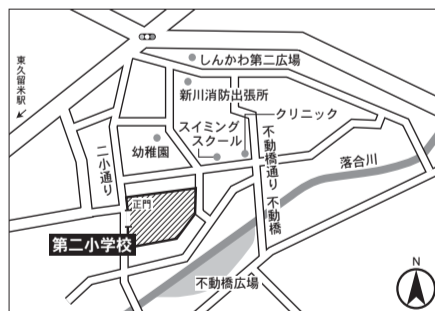 しんかわ第二広場
東久留米駅
新川消防出張所
クリニック
スイミング
スクール
幼稚園
二小通り
不動橋通り
不動橋
落合川
正門
第二小学校
不動橋広場
N